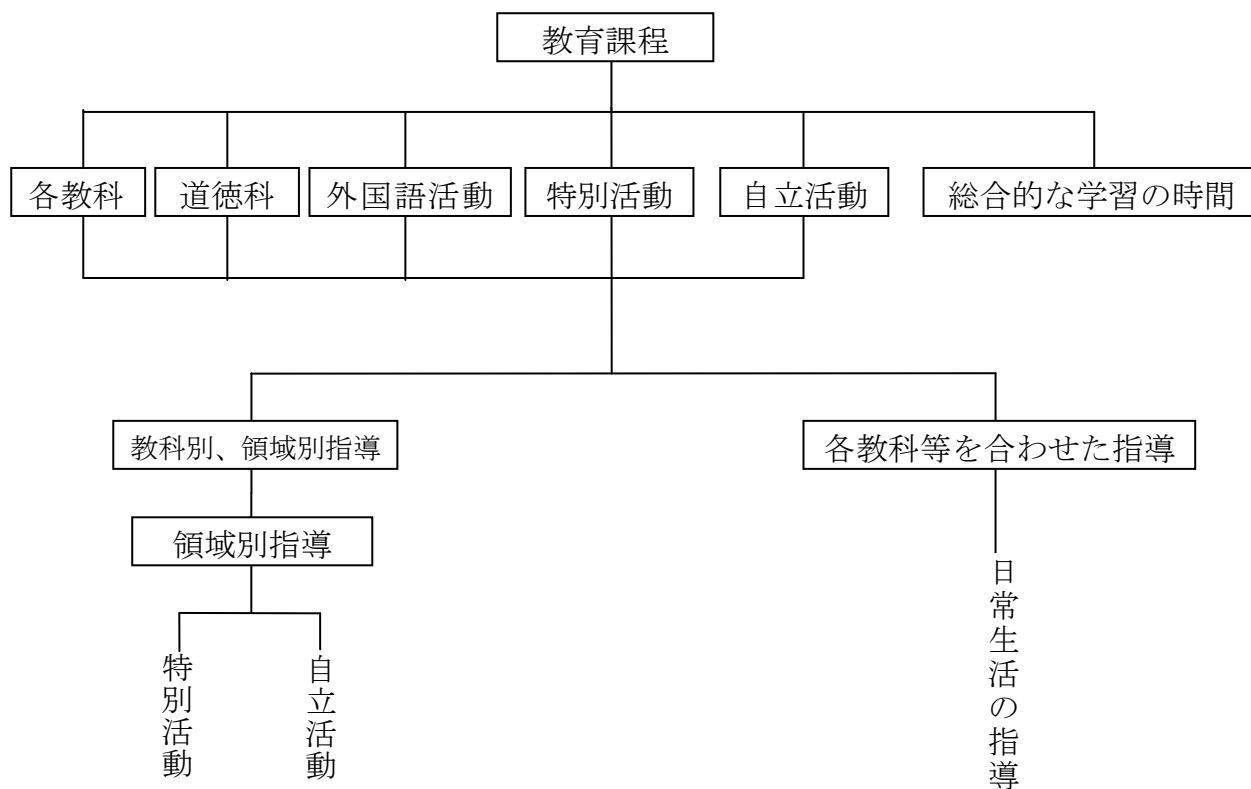 教育課程
各教科
道徳科
外国語活動
特別活動
自立活動
総合的な学習の時間
教科別、領域別指導
各教科等を合わせた指導
領域別指導
特別活動
自立活動
日常生活の指導